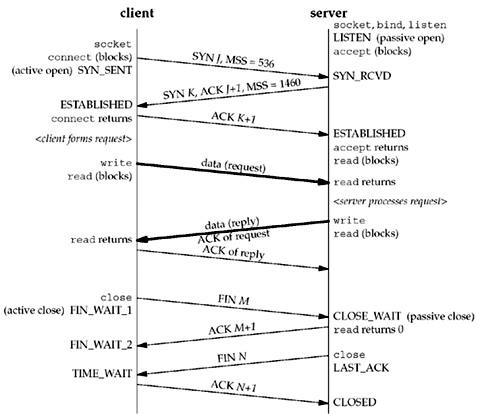 client
server
socket, bind, listen
LISTEN (passive open)
accept (blocks)
socket
connect (blocks)
(active open) SYN_SENT
SYN J, MSS = 536
SYN_RCVD
SYN K, ACK J+1, MSS = 1460
ESTABLISHED
connect returns
ACK K+1
<client forms request>
ESTABLISHED
accept returns
read (blocks)
write
read (blocks)
data (request)
read returns
<server processes request>
write
read (blocks)
data (reply)
ACK of request
read returns
ACK of reply
close
(active close) FIN_WAIT_1
FIN M
CLOSE_WAIT (passive close)
read returns 0
ACK M+1
FIN_WAIT_2
close
LAST_ACK
FIN N
TIME_WAIT
ACK N+1
CLOSED